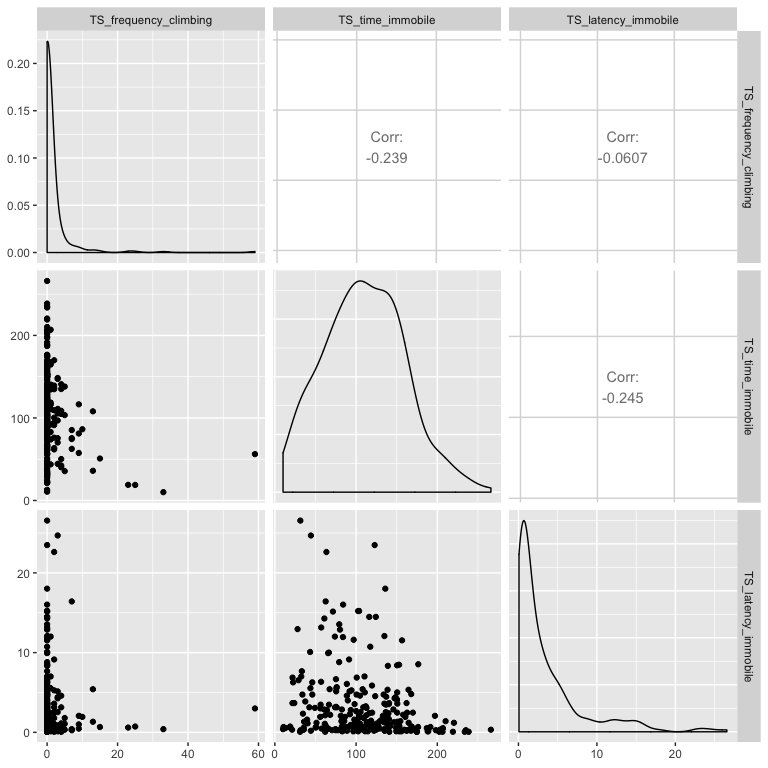 TS_frequency_climbing
TS_time_immobile
TS_latency_immobile
0.20
0.15
0.10
0.05
0.00
Corr:
-0.239
Corr:
-0.0607
TS_frequency_climbing
200
100
0
Corr:
-0.245
TS_time_immobile
20
10
0
TS_latency_immobile
0
20
40
60
0
100
200
0
10
20